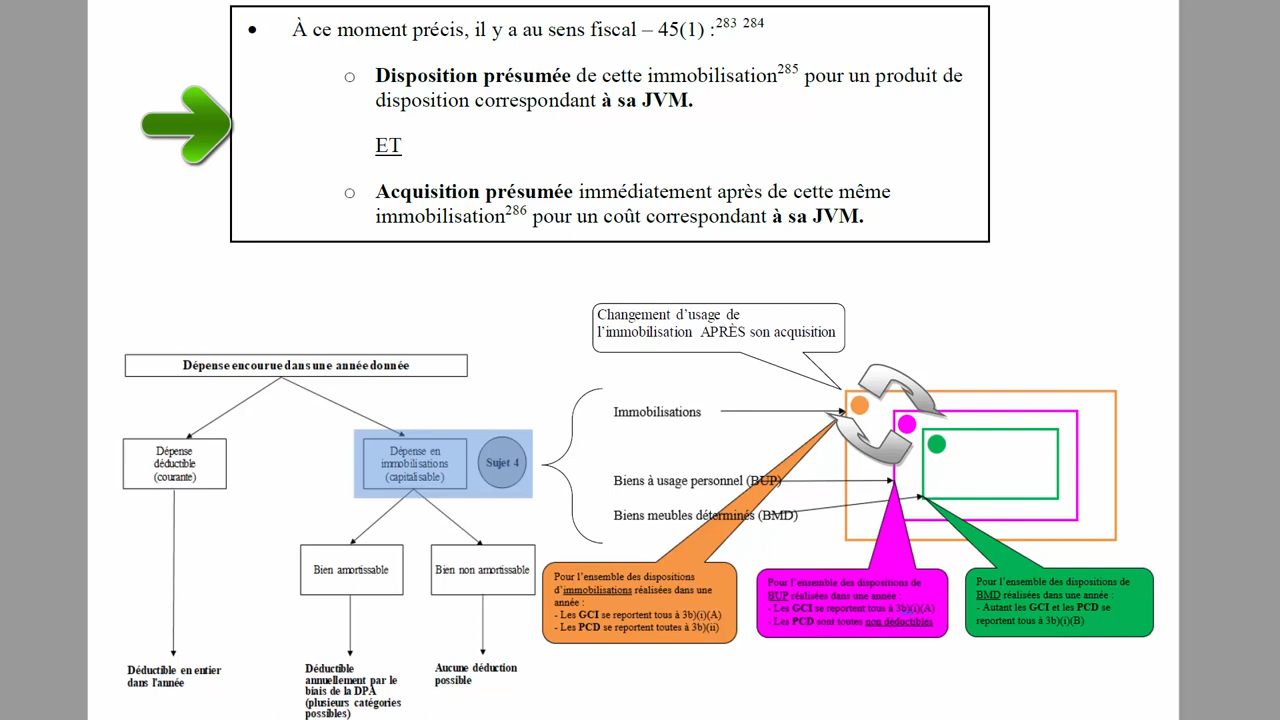 • À ce moment précis, il y a au sens fiscal – 45(1) :283 284
o Disposition présumée de cette immobilisation285 pour un produit de
disposition correspondant à sa JVM.
ET
o Acquisition présumée immédiatement après de cette même
immobilisation286 pour un coût correspondant à sa JVM.
Changement d’usage de
l’immobilisation APRÈS son acquisition
Dépense encourue dans une année donnée
Dépense
déductible
(courante)
Dépense en
immobilisations
(capitalisable)
Sujet 4
Immobilisations
Biens à usage personnel (BUP)
Biens meubles déterminés (BMD)
Bien amortissable
Bien non amortissable
Déductible en entier
dans l'année
Déductible
annuellement par le
biais de la DPA
(plusieurs catégories
possibles)
Aucune déduction
possible
Pour l’ensemble des dispositions
d’immobilisations réalisées dans une
année :
- Les GCI se reportent tous à 3b)(i)(A)
- Les PCD se reportent toutes à 3b)(ii)
Pour l’ensemble des dispositions de
BUP réalisées dans une année :
- Les GCI se reportent tous à 3b)(i)(A)
- Les PCD sont toutes non déductibles
Pour l’ensemble des dispositions de
BMD réalisées dans une année :
- Autant les GCI et les PCD se
reportent tous à 3b)(i)(B)